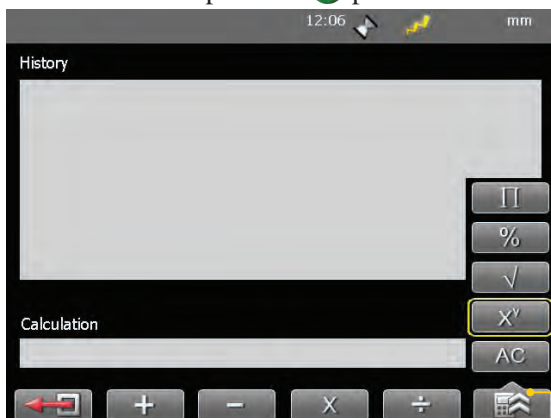 12:06 mm
History
Π
%
√
Xʸ
Calculation
AC
+ − X ÷